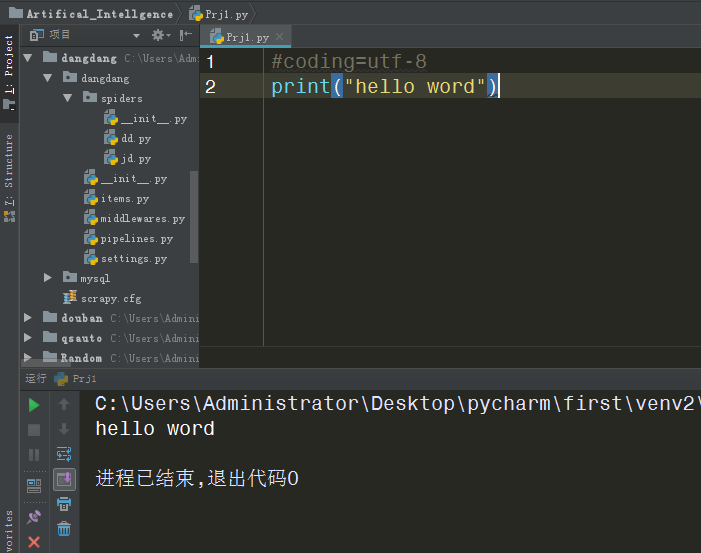 Artifical_Intellgence Prj1.py
项目
Prj1.py
1: Project
7: Structure
vorites
dangdang C:\Users\Admi
dangdang
spiders
__init__.py
dd.py
jd.py
__init__.py
items.py
middlewares.py
pipelines.py
settings.py
mysql
scrapy.cfg
douban C:\Users\Admini
qsauto C:\Users\Admini
Random C:\Users\Admini
1 #coding=utf-8
2 print("hello word")
运行 Prj1
C:\Users\Administrator\Desktop\pycharm\first\venv2\
hello word
进程已结束,退出代码0